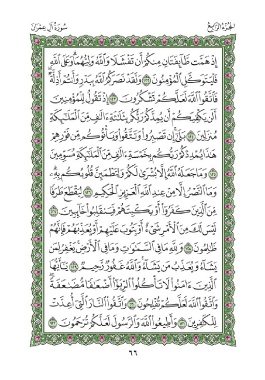 الجزء الرابع
سورة آل عمران
إِذْ هَمَّت طَّآئِفَتَانِ مِنكُمْ أَن تَفْشَلَا وَٱللَّهُ وَلِيُّهُمَا وَعَلَى ٱللَّهِ
فَلْيَتَوَكَّلِ ٱلْمُؤْمِنُونَ ١٢٢ وَلَقَدْ نَصَرَكُمُ ٱللَّهُ بِبَدْرٍ وَأَنتُمْ أَذِلَّةٌ
فَٱتَّقُوا۟ ٱللَّهَ لَعَلَّكُمْ تَشْكُرُونَ ١٢٣ إِذْ تَقُولُ لِلْمُؤْمِنِينَ
أَلَن يَكْفِيَكُمْ أَن يُمِدَّكُمْ رَبُّكُم بِثَلَٰثَةِ ءَالَٰفٍ مِّنَ ٱلْمَلَٰٓئِكَةِ
مُنزَلِينَ ١٢٤ بَلَىٰٓ إِن تَصْبِرُوا۟ وَتَتَّقُوا۟ وَيَأْتُوكُم مِّن فَوْرِهِمْ
هَٰذَا يُمْدِدْكُمْ رَبُّكُم بِخَمْسَةِ ءَالَٰفٍ مِّنَ ٱلْمَلَٰٓئِكَةِ مُسَوِّمِينَ
١٢٥ وَمَا جَعَلَهُ ٱللَّهُ إِلَّا بُشْرَىٰ لَكُمْ وَلِتَطْمَئِنَّ قُلُوبُكُم بِهِۦ
وَمَا ٱلنَّصْرُ إِلَّا مِنْ عِندِ ٱللَّهِ ٱلْعَزِيزِ ٱلْحَكِيمِ ١٢٦ لِيَقْطَعَ طَرَفًا
مِّنَ ٱلَّذِينَ كَفَرُوٓا۟ أَوْ يَكْبِتَهُمْ فَيَنقَلِبُوا۟ خَآئِبِينَ ١٢٧
لَيْسَ لَكَ مِنَ ٱلْأَمْرِ شَىْءٌ أَوْ يَتُوبَ عَلَيْهِمْ أَوْ يُعَذِّبَهُمْ فَإِنَّهُمْ
ظَٰلِمُونَ ١٢٨ وَلِلَّهِ مَا فِى ٱلسَّمَٰوَٰتِ وَمَا فِى ٱلْأَرْضِ يَغْفِرُ لِمَن
يَشَآءُ وَيُعَذِّبُ مَن يَشَآءُ وَٱللَّهُ غَفُورٌ رَّحِيمٌ ١٢٩ يَٰٓأَيُّهَا
ٱلَّذِينَ ءَامَنُوا۟ لَا تَأْكُلُوا۟ ٱلرِّبَوٰٓا۟ أَضْعَٰفًا مُّضَٰعَفَةً
وَٱتَّقُوا۟ ٱللَّهَ لَعَلَّكُمْ تُفْلِحُونَ ١٣٠ وَٱتَّقُوا۟ ٱلنَّارَ ٱلَّتِىٓ أُعِدَّتْ
لِلْكَٰفِرِينَ ١٣١ وَأَطِيعُوا۟ ٱللَّهَ وَٱلرَّسُولَ لَعَلَّكُمْ تُرْحَمُونَ ١٣٢
٦٦